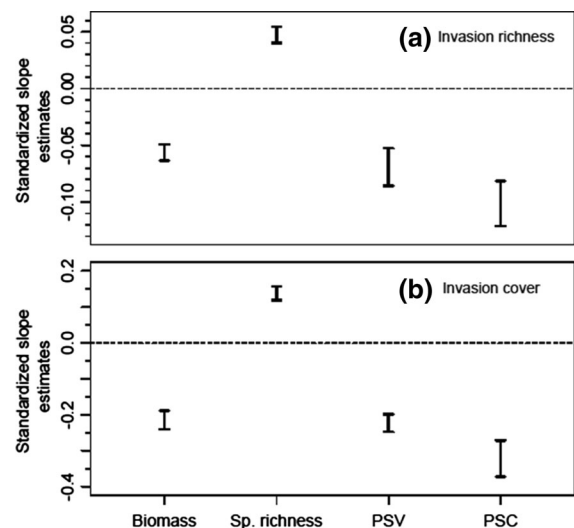 (a) Invasion richness
Standardized slope
estimates
0.05
0.00
-0.05
-0.10
(b) Invasion cover
Standardized slope
estimates
0.2
0.0
-0.2
-0.4
Biomass Sp. richness PSV PSC